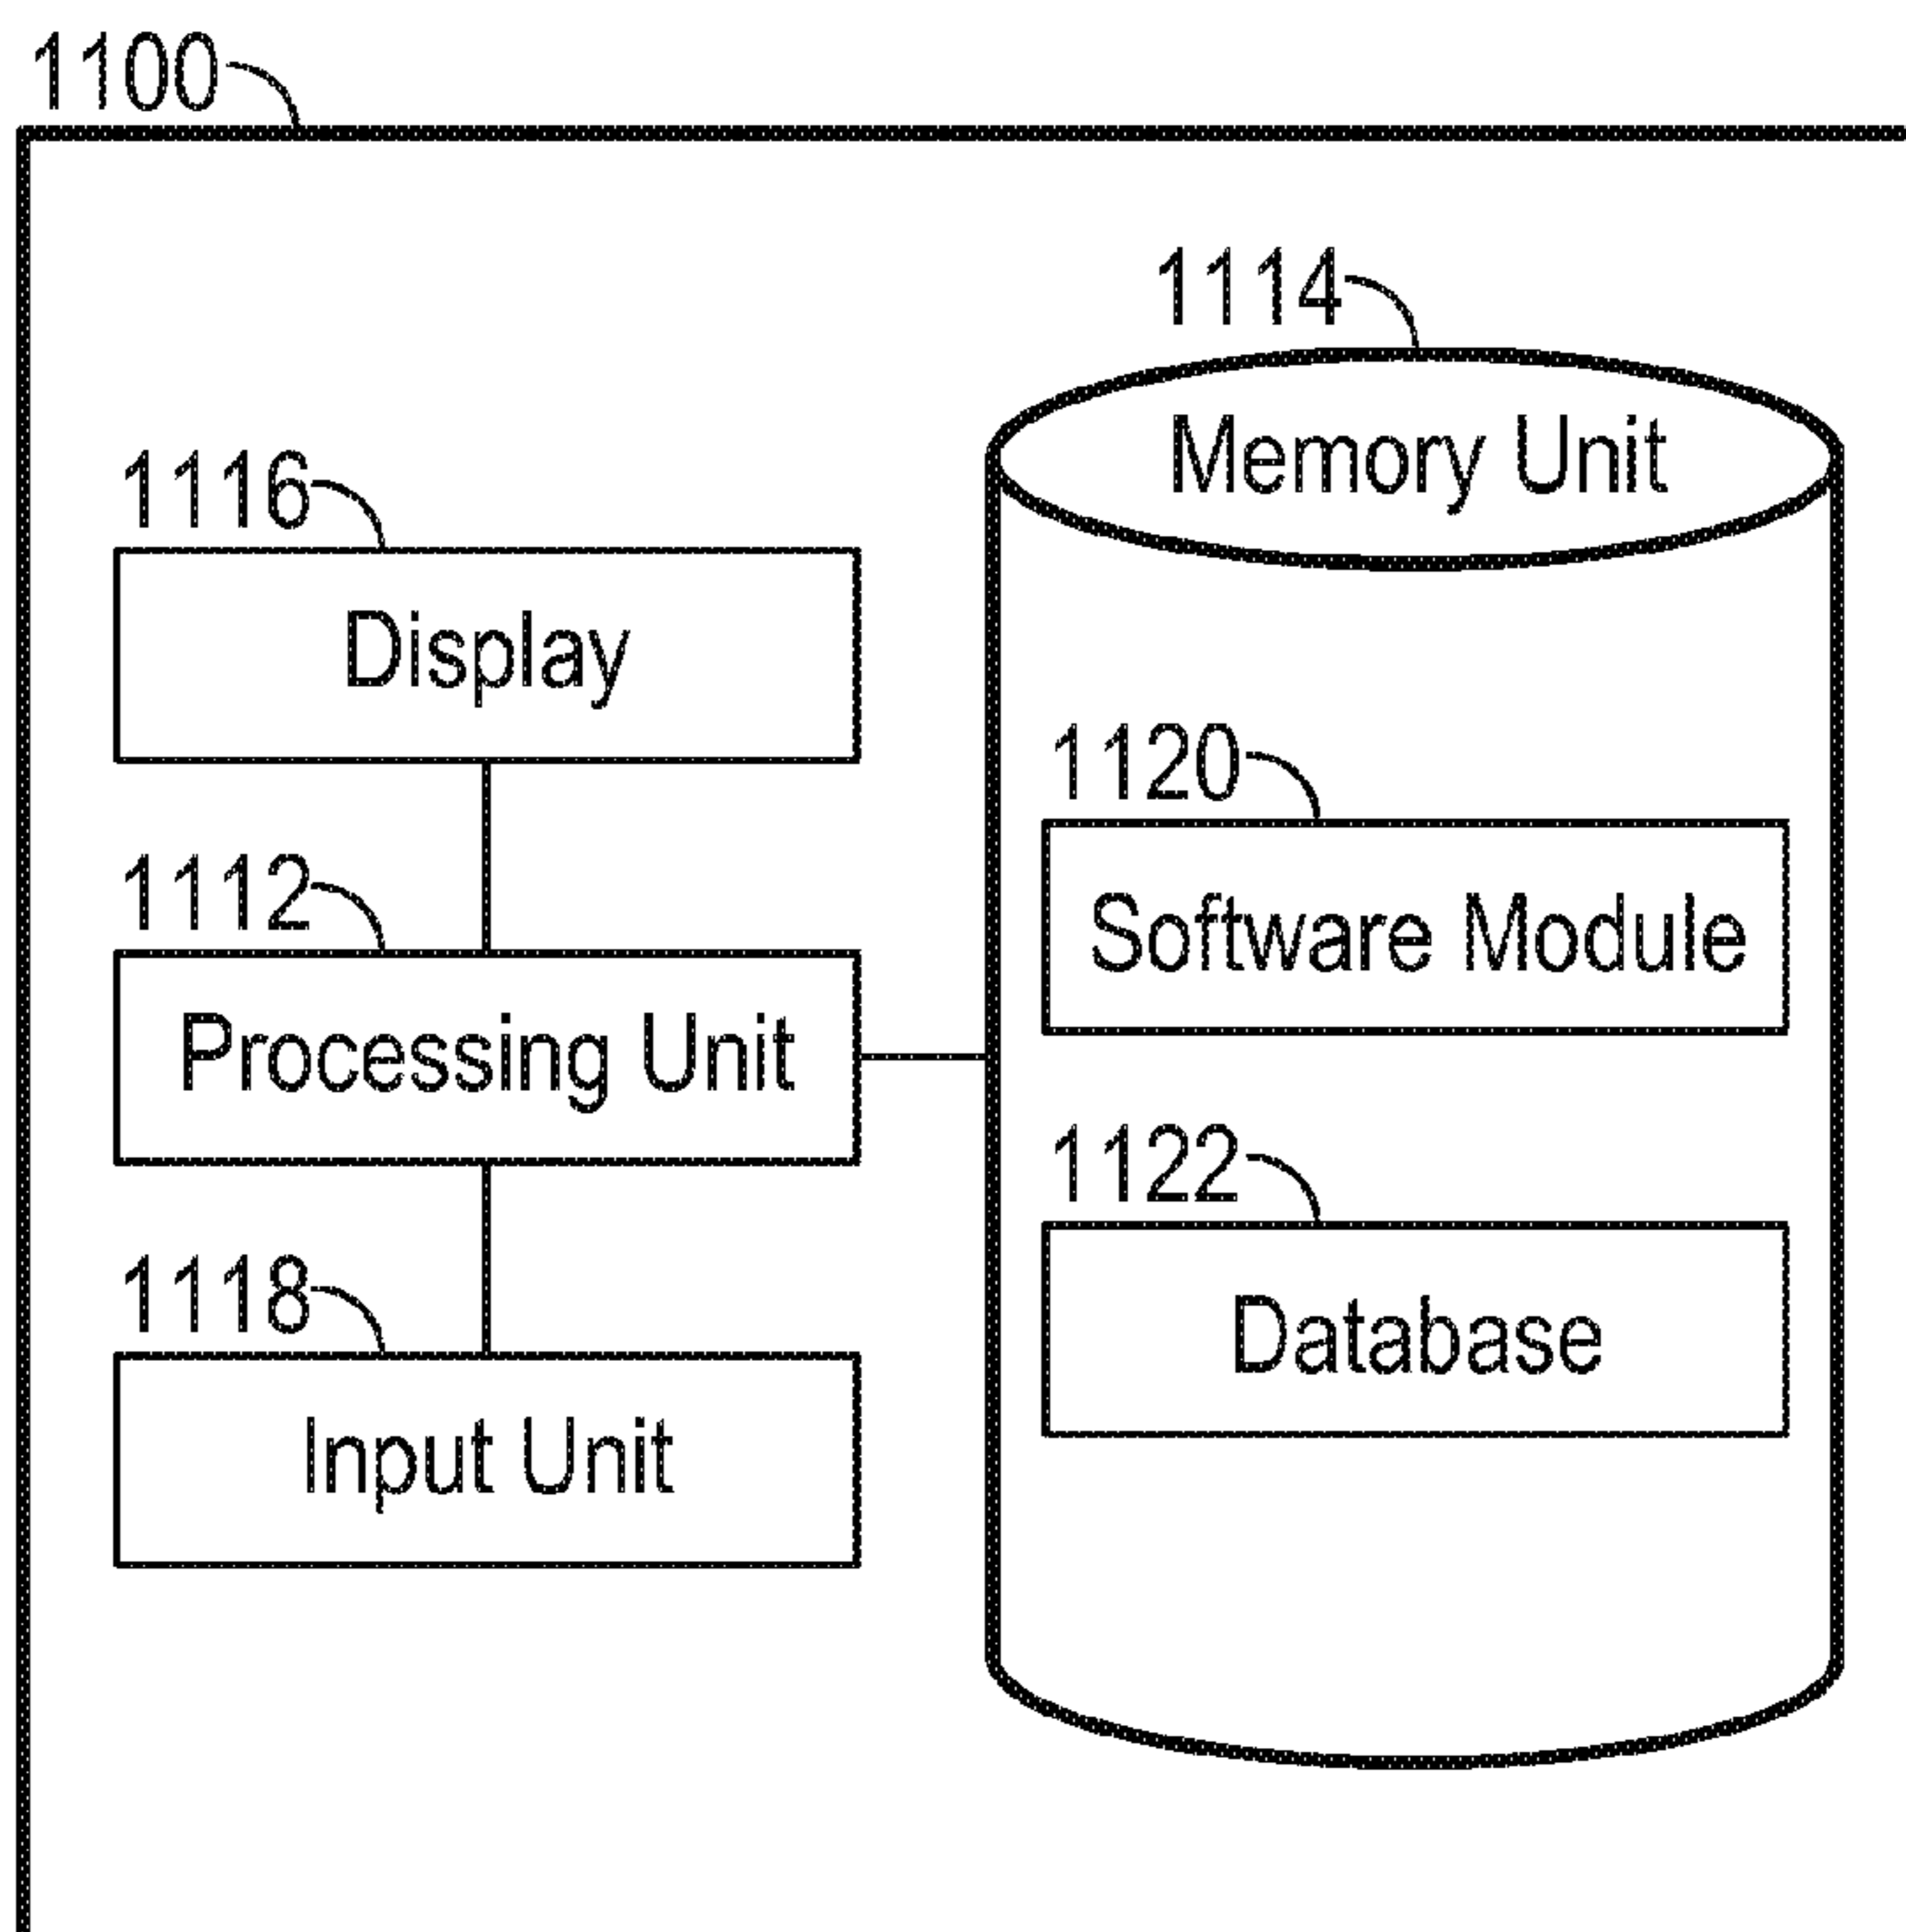 1100
1114
Memory Unit
1116
Display
1120
Software Module
1112
Processing Unit
1122
Database
1118
Input Unit